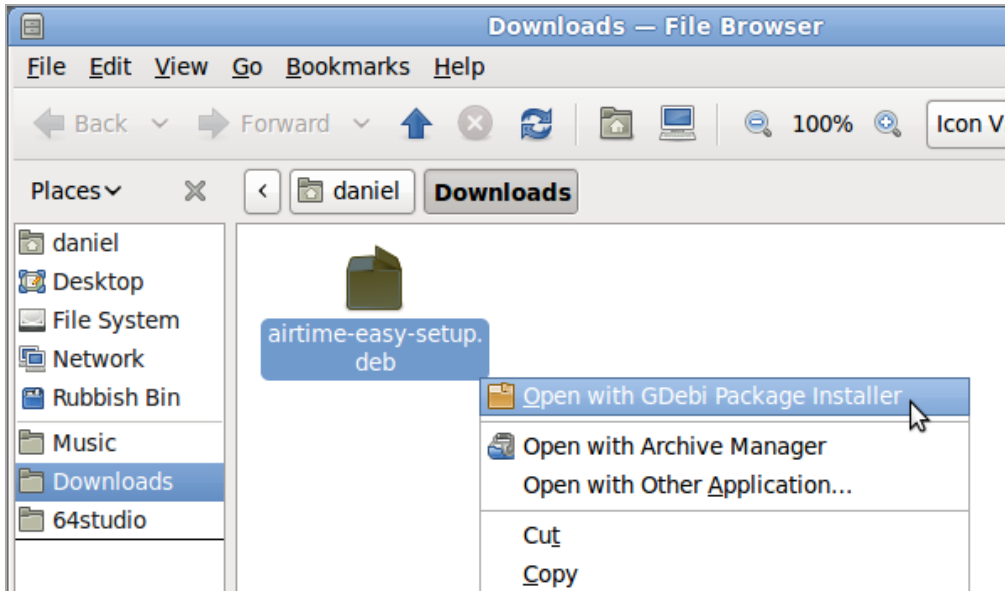 Downloads — File Browser
File Edit View Go Bookmarks Help
Back Forward 100% Icon V
Places daniel Downloads
daniel
Desktop
File System
Network
Rubbish Bin
Music
Downloads
64studio
airtime-easy-setup.
deb
Open with GDebi Package Installer
Open with Archive Manager
Open with Other Application...
Cut
Copy